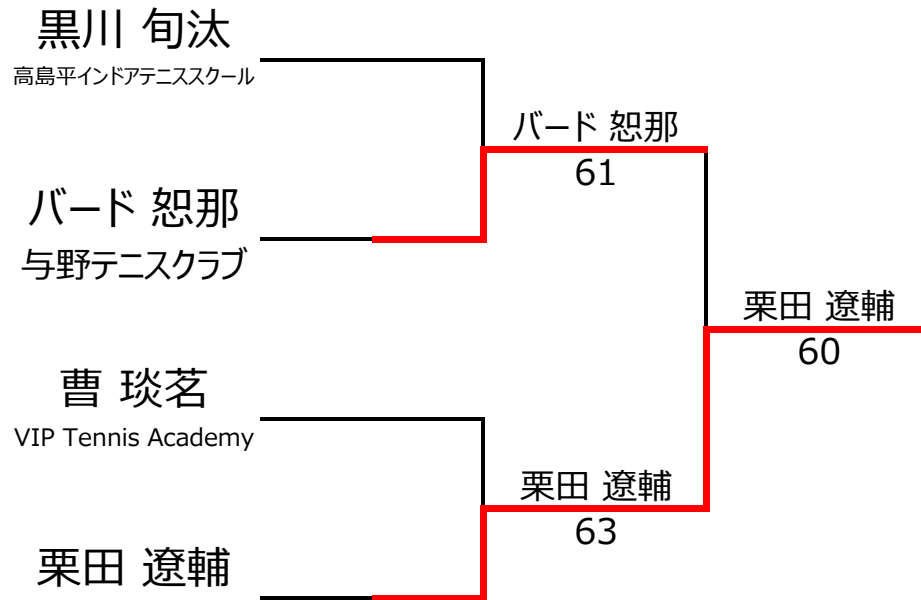 黒川 旬汰
高島平インドアテニススクール
バード 恕那
61
バード 恕那
与野テニスクラブ
栗田 遼輔
60
曹 琰茗
VIP Tennis Academy
栗田 遼輔
63
栗田 遼輔